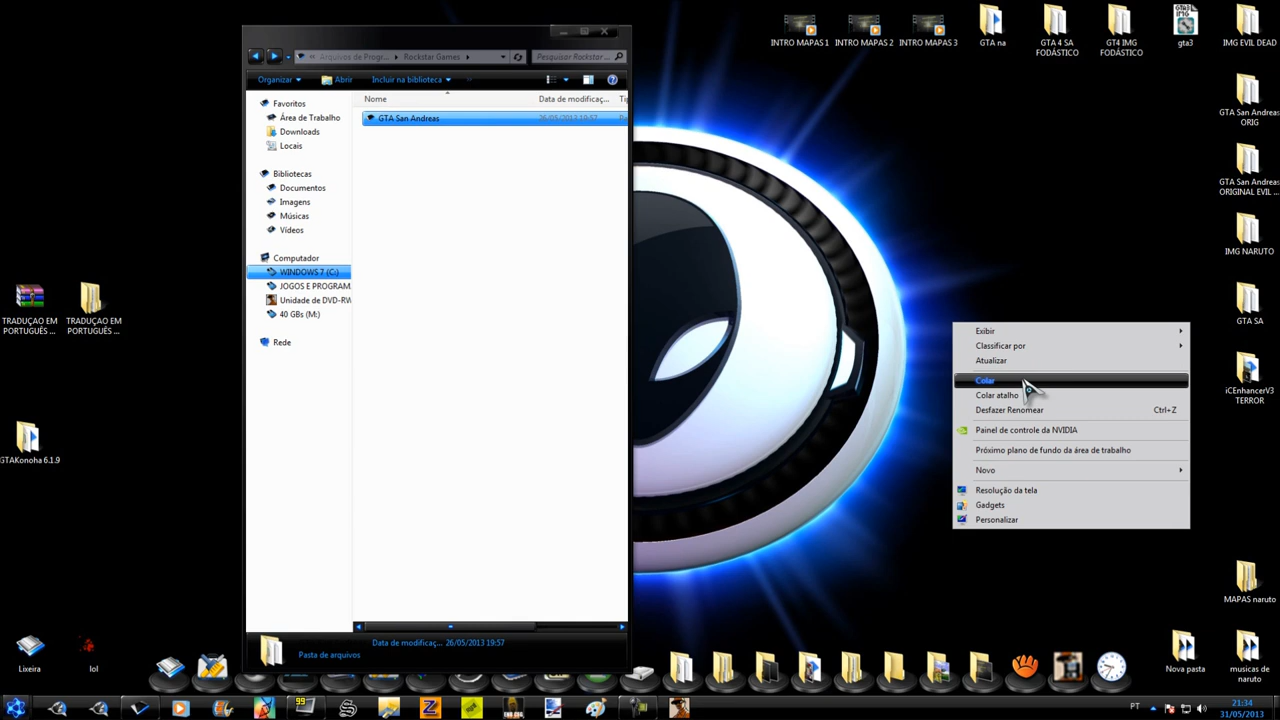 INTRO MAPAS 1
INTRO MAPAS 2
INTRO MAPAS 3
GTA na
GTA 4 SA
FODÁSTICO
GT4 IMG
FODÁSTICO
GTA3
IMG
gta3
IMG EVIL DEAD
Arquivos de Progr...
Rockstar Games
Pesquisar Rockstar ...
Organizar
Abrir
Incluir na biblioteca
»
Nome
Data de modificaç...
GTA San Andreas
26/05/2013 19:57
Favoritos
Área de Trabalho
Downloads
Locais
Bibliotecas
Documentos
Imagens
Músicas
Vídeos
Computador
WINDOWS 7 (C:)
JOGOS E PROGRAM
Unidade de DVD-RW
40 GBs (M:)
Rede
Data de modificaç... 26/05/2013 19:57
Pasta de arquivos
TRADUÇAO EM
PORTUGUÊS ...
TRADUÇAO EM
PORTUGUÊS ...
GTAKonoha 6.1.9
Lixeira
lol
GTA San Andreas
ORIG
GTA San Andreas
ORIGINAL EVIL ...
IMG NARUTO
GTA SA
iCEnhancerV3
TERROR
MAPAS naruto
Nova pasta
musicas de
naruto
Exibir
Classificar por
Atualizar
Colar
Colar atalho
Desfazer Renomear Ctrl+Z
Painel de controle da NVIDIA
Próximo plano de fundo da área de trabalho
Novo
Resolução da tela
Gadgets
Personalizar
99
PT
21:34
31/05/2013